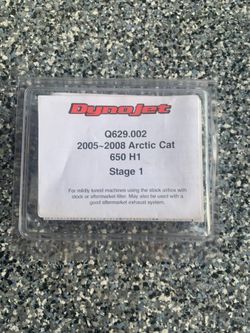 Dynojet
Q629.002
2005~2008 Arctic Cat
650 H1
Stage 1
For mildly tuned machines using the stock airbox with
stock or aftermarket filter. May also be used with a
good aftermarket exhaust system.